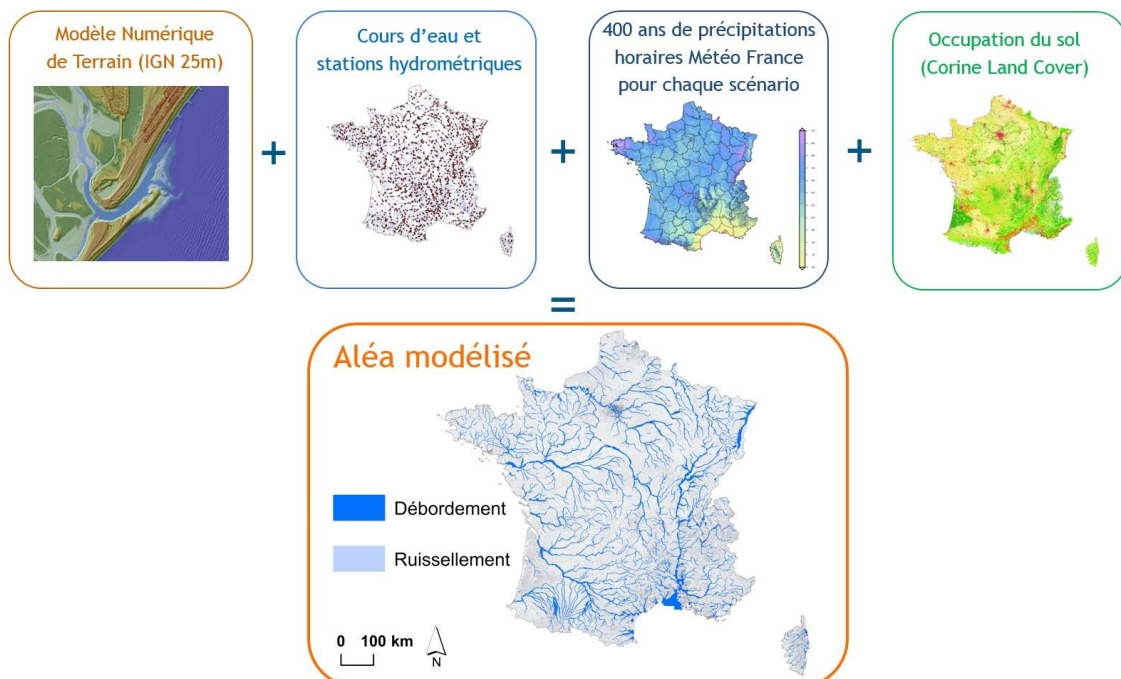 Modèle Numérique
de Terrain (IGN 25m)
+
Cours d’eau et
stations hydrométriques
+
400 ans de précipitations
horaires Météo France
pour chaque scénario
+
Occupation du sol
(Corine Land Cover)
=
Aléa modélisé
Débordement
Ruissellement
0 100 km
N